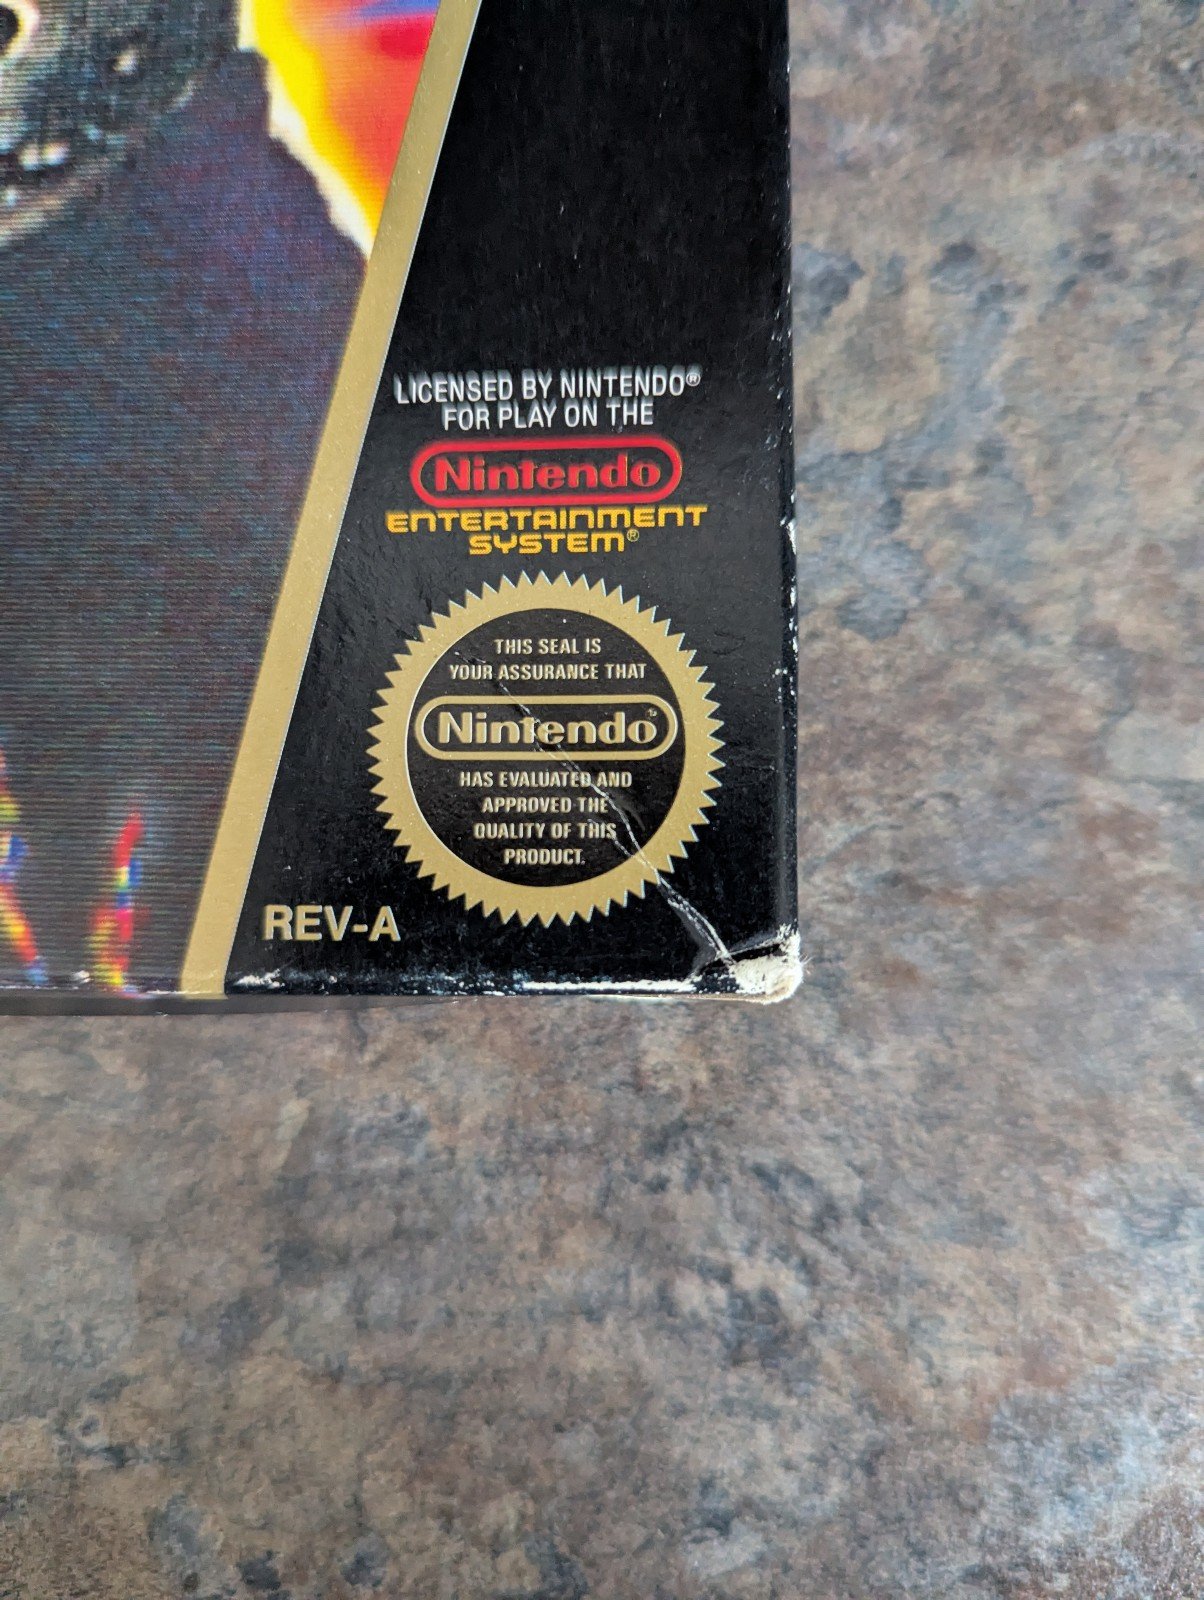 LICENSED BY NINTENDO®
FOR PLAY ON THE
Nintendo
ENTERTAINMENT
SYSTEM®
THIS SEAL IS
YOUR ASSURANCE THAT
Nintendo®
HAS EVALUATED AND
APPROVED THE
QUALITY OF THIS
PRODUCT.
REV-A